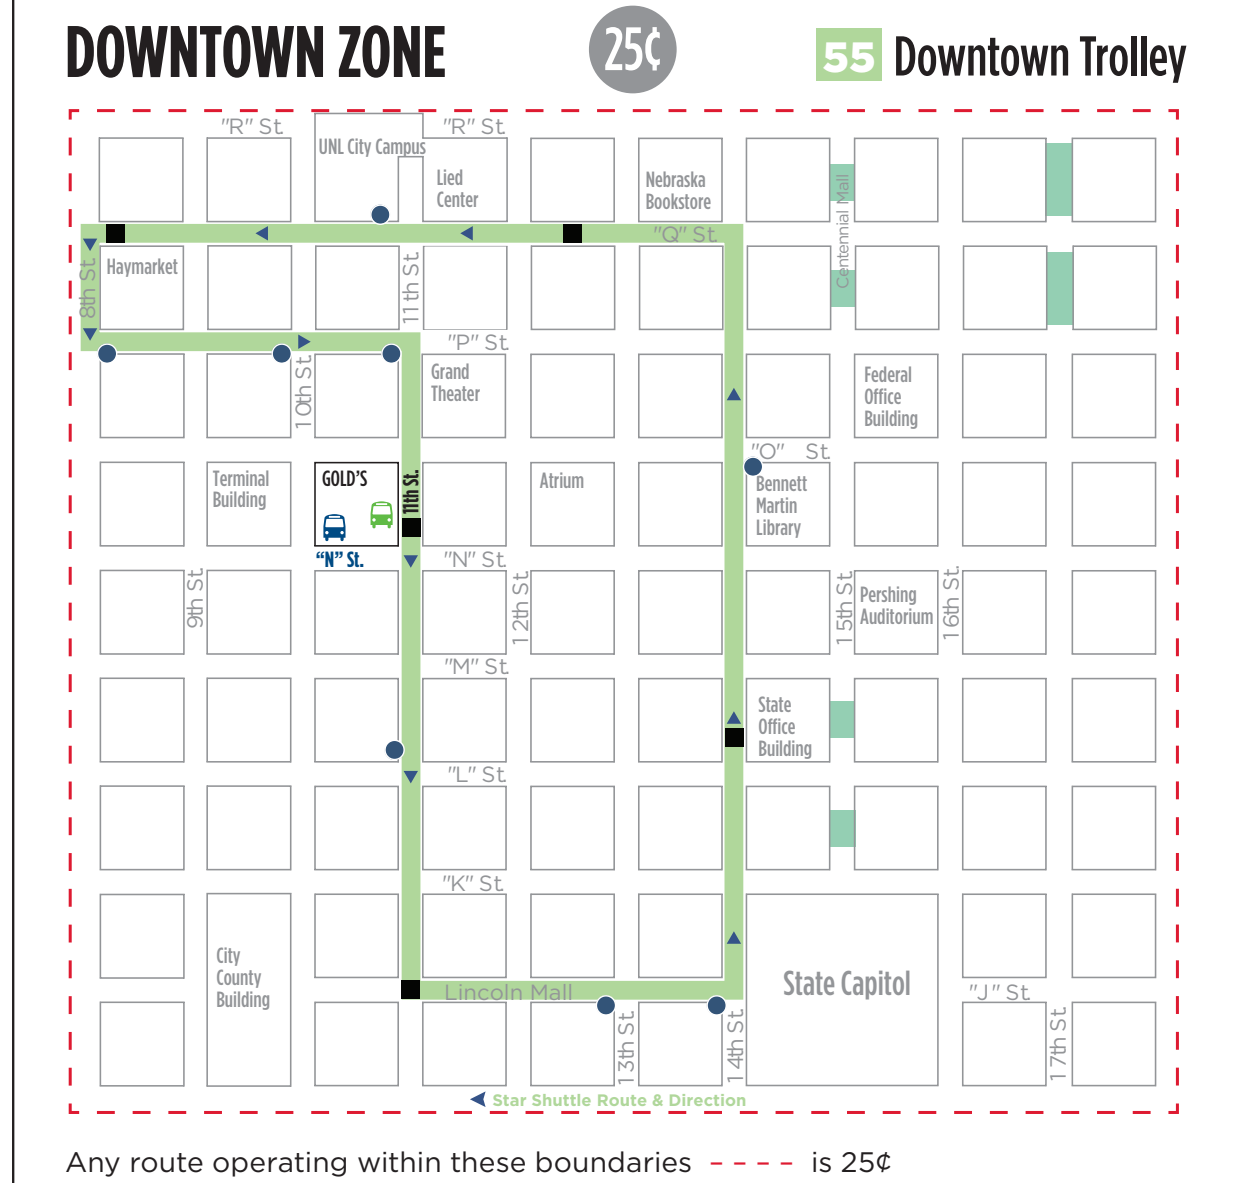 DOWNTOWN ZONE
25¢
55 Downtown Trolley
"R" St.
"R" St.
UNL City Campus
Lied
Center
Nebraska
Bookstore
Centennial Mall
"Q" St.
8th St.
Haymarket
11th St.
"P" St.
10th St.
Grand
Theater
Federal
Office
Building
"O" St.
Terminal
Building
GOLD'S
11th St.
Atrium
Bennett
Martin
Library
“N” St.
"N" St.
9th St.
12th St.
15th St.
Pershing
Auditorium
16th St.
"M" St.
State
Office
Building
"L" St.
"K" St.
City
County
Building
Lincoln Mall
State Capitol
"J" St.
13th St.
14th St.
17th St.
Star Shuttle Route & Direction
Any route operating within these boundaries ---- is 25¢